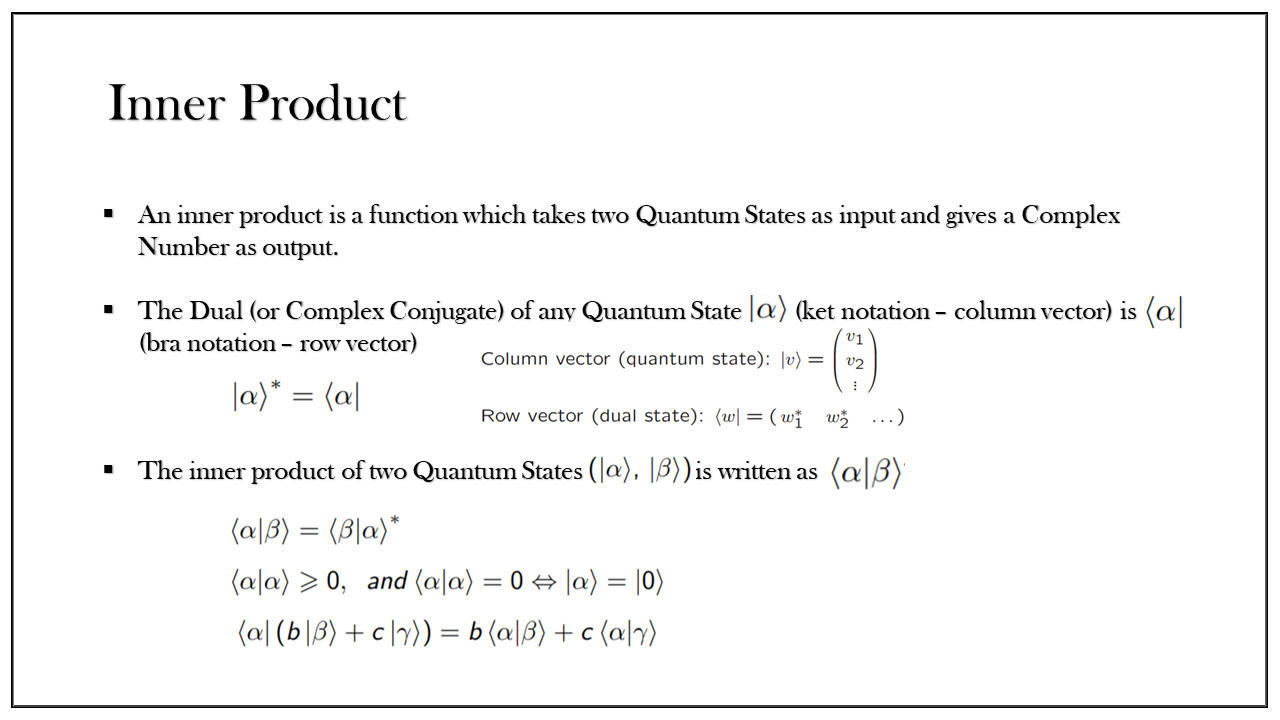 Inner Product
▪ An inner product is a function which takes two Quantum States as input and gives a Complex
Number as output.
▪ The Dual (or Complex Conjugate) of any Quantum State |α⟩ (ket notation – column vector) is ⟨α|
(bra notation – row vector)
Column vector (quantum state): |v⟩ = (v₁ v₂ ⋮)
|α⟩* = ⟨α|
Row vector (dual state): ⟨w| = ( w₁* w₂* ... )
▪ The inner product of two Quantum States (|α⟩, |β⟩) is written as ⟨α|β⟩
⟨α|β⟩ = ⟨β|α⟩*
⟨α|α⟩ ⩾ 0, and ⟨α|α⟩ = 0 ⇔ |α⟩ = |0⟩
⟨α| (b |β⟩ + c |γ⟩) = b ⟨α|β⟩ + c ⟨α|γ⟩